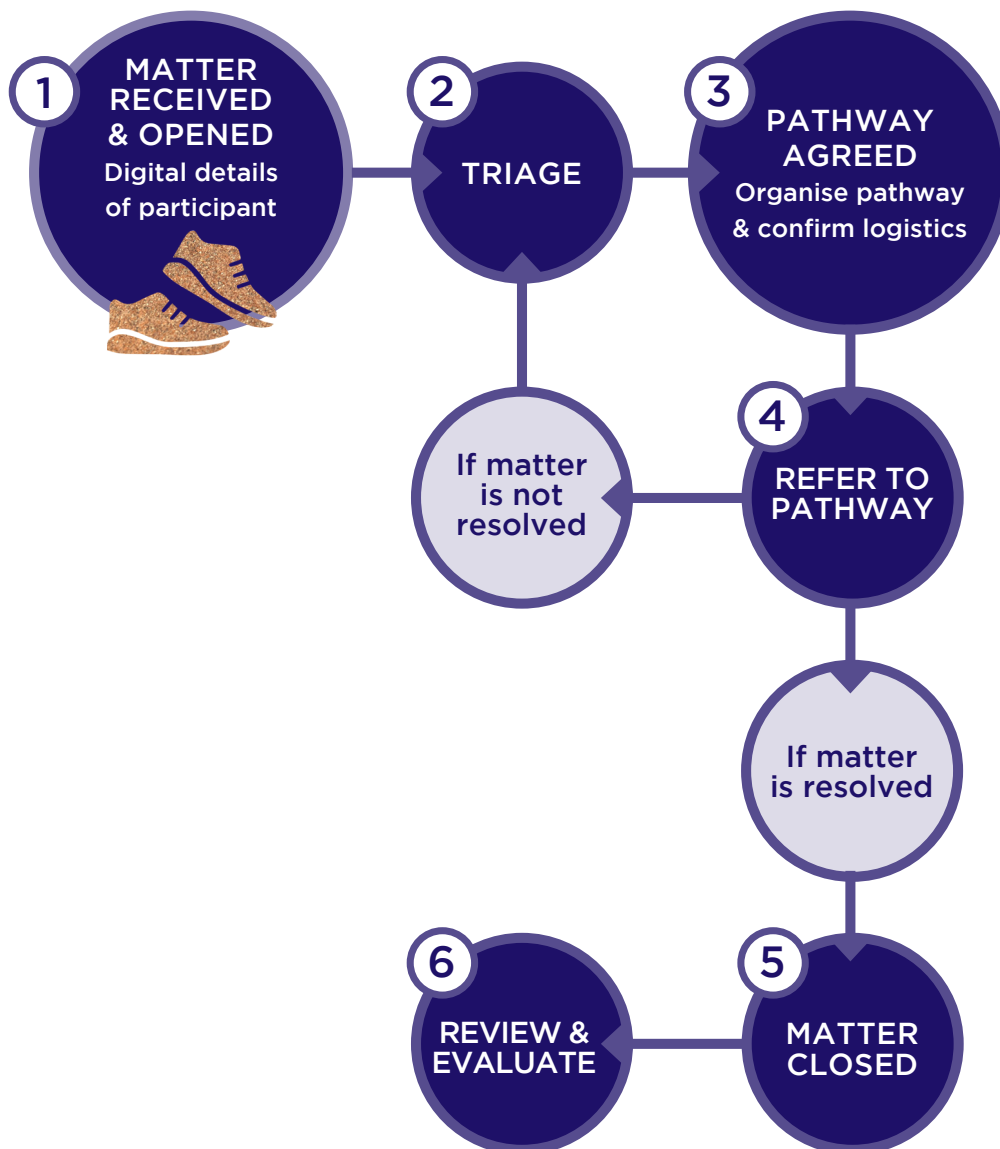 1
MATTER
RECEIVED
& OPENED
Digital details
of participant
2
TRIAGE
3
PATHWAY
AGREED
Organise pathway
& confirm logistics
4
REFER TO
PATHWAY
If matter
is not
resolved
If matter
is resolved
5
MATTER
CLOSED
6
REVIEW &
EVALUATE